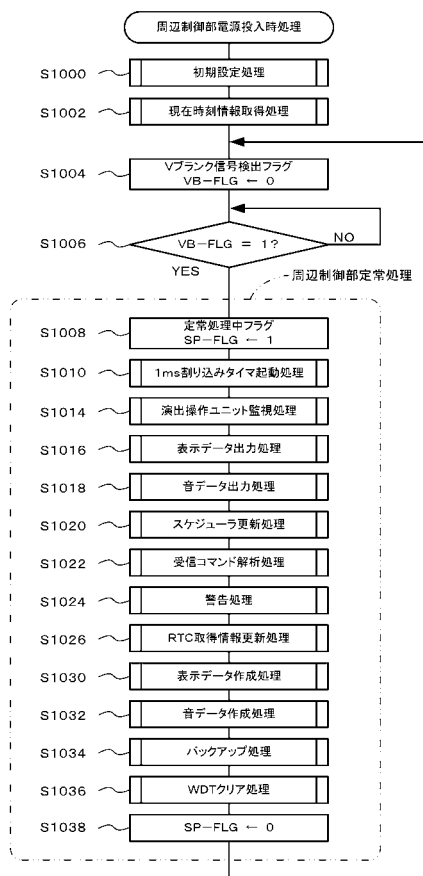 周辺制御部電源投入時処理
S1000 初期設定処理
S1002 現在時刻情報取得処理
S1004 Vブランク信号検出フラグ
VB-FLG ← 0
S1006 VB-FLG = 1? NO
YES
周辺制御部定常処理
S1008 定常処理中フラグ
SP-FLG ← 1
S1010 1ms割り込みタイマ起動処理
S1014 演出操作ユニット監視処理
S1016 表示データ出力処理
S1018 音データ出力処理
S1020 スケジューラ更新処理
S1022 受信コマンド解析処理
S1024 警告処理
S1026 RTC取得情報更新処理
S1030 表示データ作成処理
S1032 音データ作成処理
S1034 バックアップ処理
S1036 WDTクリア処理
S1038 SP-FLG ← 0